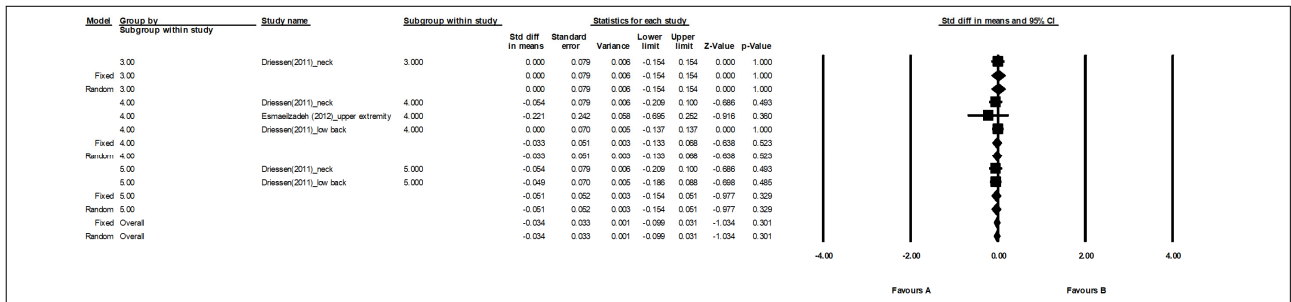 Model Group by Study name Subgroup within study Statistics for each study Std diff in means and 95% CI
Subgroup within study
Std diff Standard Lower Upper
in means error Variance limit limit Z-Value p-Value
3.00 Driessen(2011)_neck 3.000 0.000 0.079 0.006 -0.154 0.154 0.000 1.000
Fixed 3.00 0.000 0.079 0.006 -0.154 0.154 0.000 1.000
Random 3.00 0.000 0.079 0.006 -0.154 0.154 0.000 1.000
4.00 Driessen(2011)_neck 4.000 -0.054 0.079 0.006 -0.209 0.100 -0.686 0.493
4.00 Esmaeilzadeh (2012)_upper extremity 4.000 -0.221 0.242 0.058 -0.695 0.252 -0.916 0.360
4.00 Driessen(2011)_low back 4.000 0.000 0.070 0.005 -0.137 0.137 0.000 1.000
Fixed 4.00 -0.033 0.051 0.003 -0.133 0.068 -0.638 0.523
Random 4.00 -0.033 0.051 0.003 -0.133 0.068 -0.638 0.523
5.00 Driessen(2011)_neck 5.000 -0.054 0.079 0.006 -0.209 0.100 -0.686 0.493
5.00 Driessen(2011)_low back 5.000 -0.049 0.070 0.005 -0.186 0.088 -0.698 0.485
Fixed 5.00 -0.051 0.052 0.003 -0.154 0.051 -0.977 0.329
Random 5.00 -0.051 0.052 0.003 -0.154 0.051 -0.977 0.329
Fixed Overall -0.034 0.033 0.001 -0.099 0.031 -1.034 0.301
Random Overall -0.034 0.033 0.001 -0.099 0.031 -1.034 0.301
-4.00 -2.00 0.00 2.00 4.00
Favours A Favours B